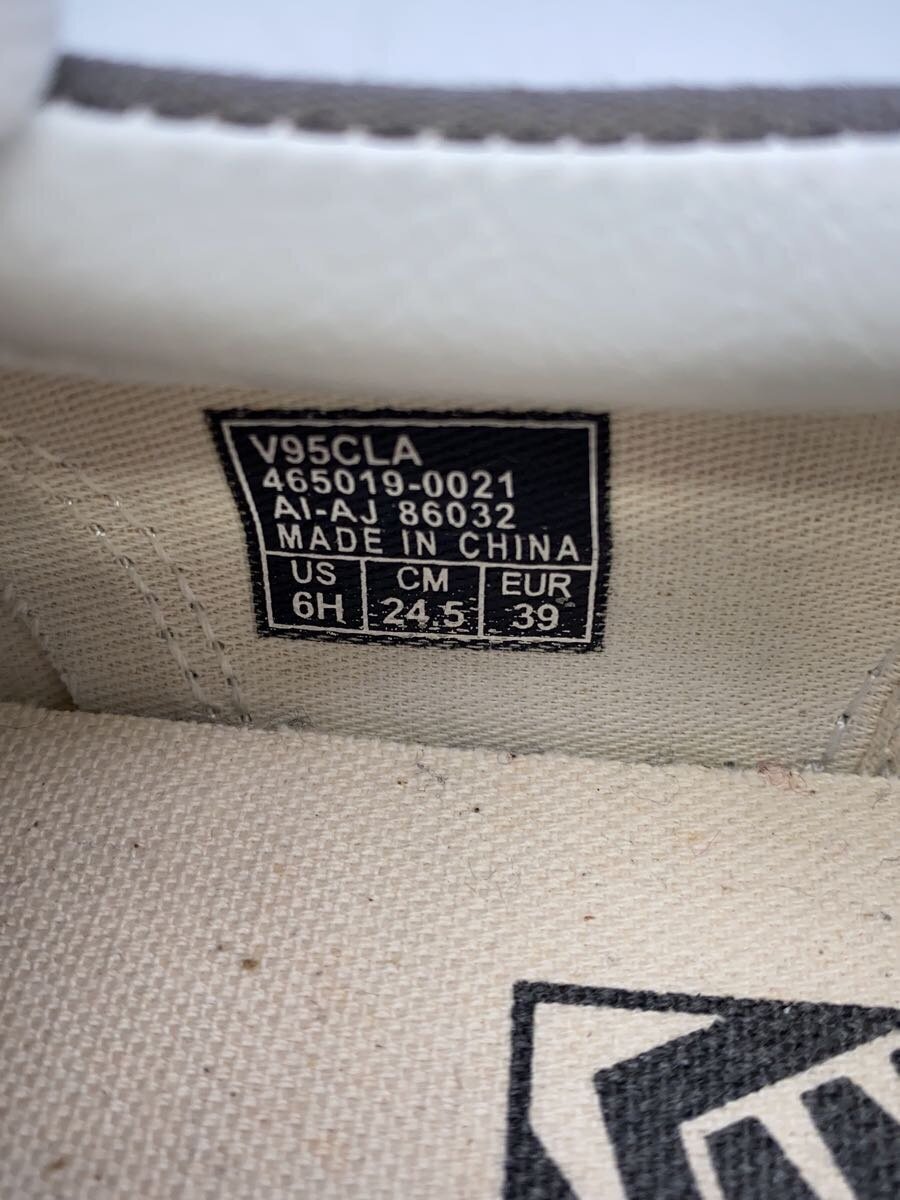 V95CLA
465019-0021
AI-AJ 86032
MADE IN CHINA
US CM EUR
6H 24.5 39